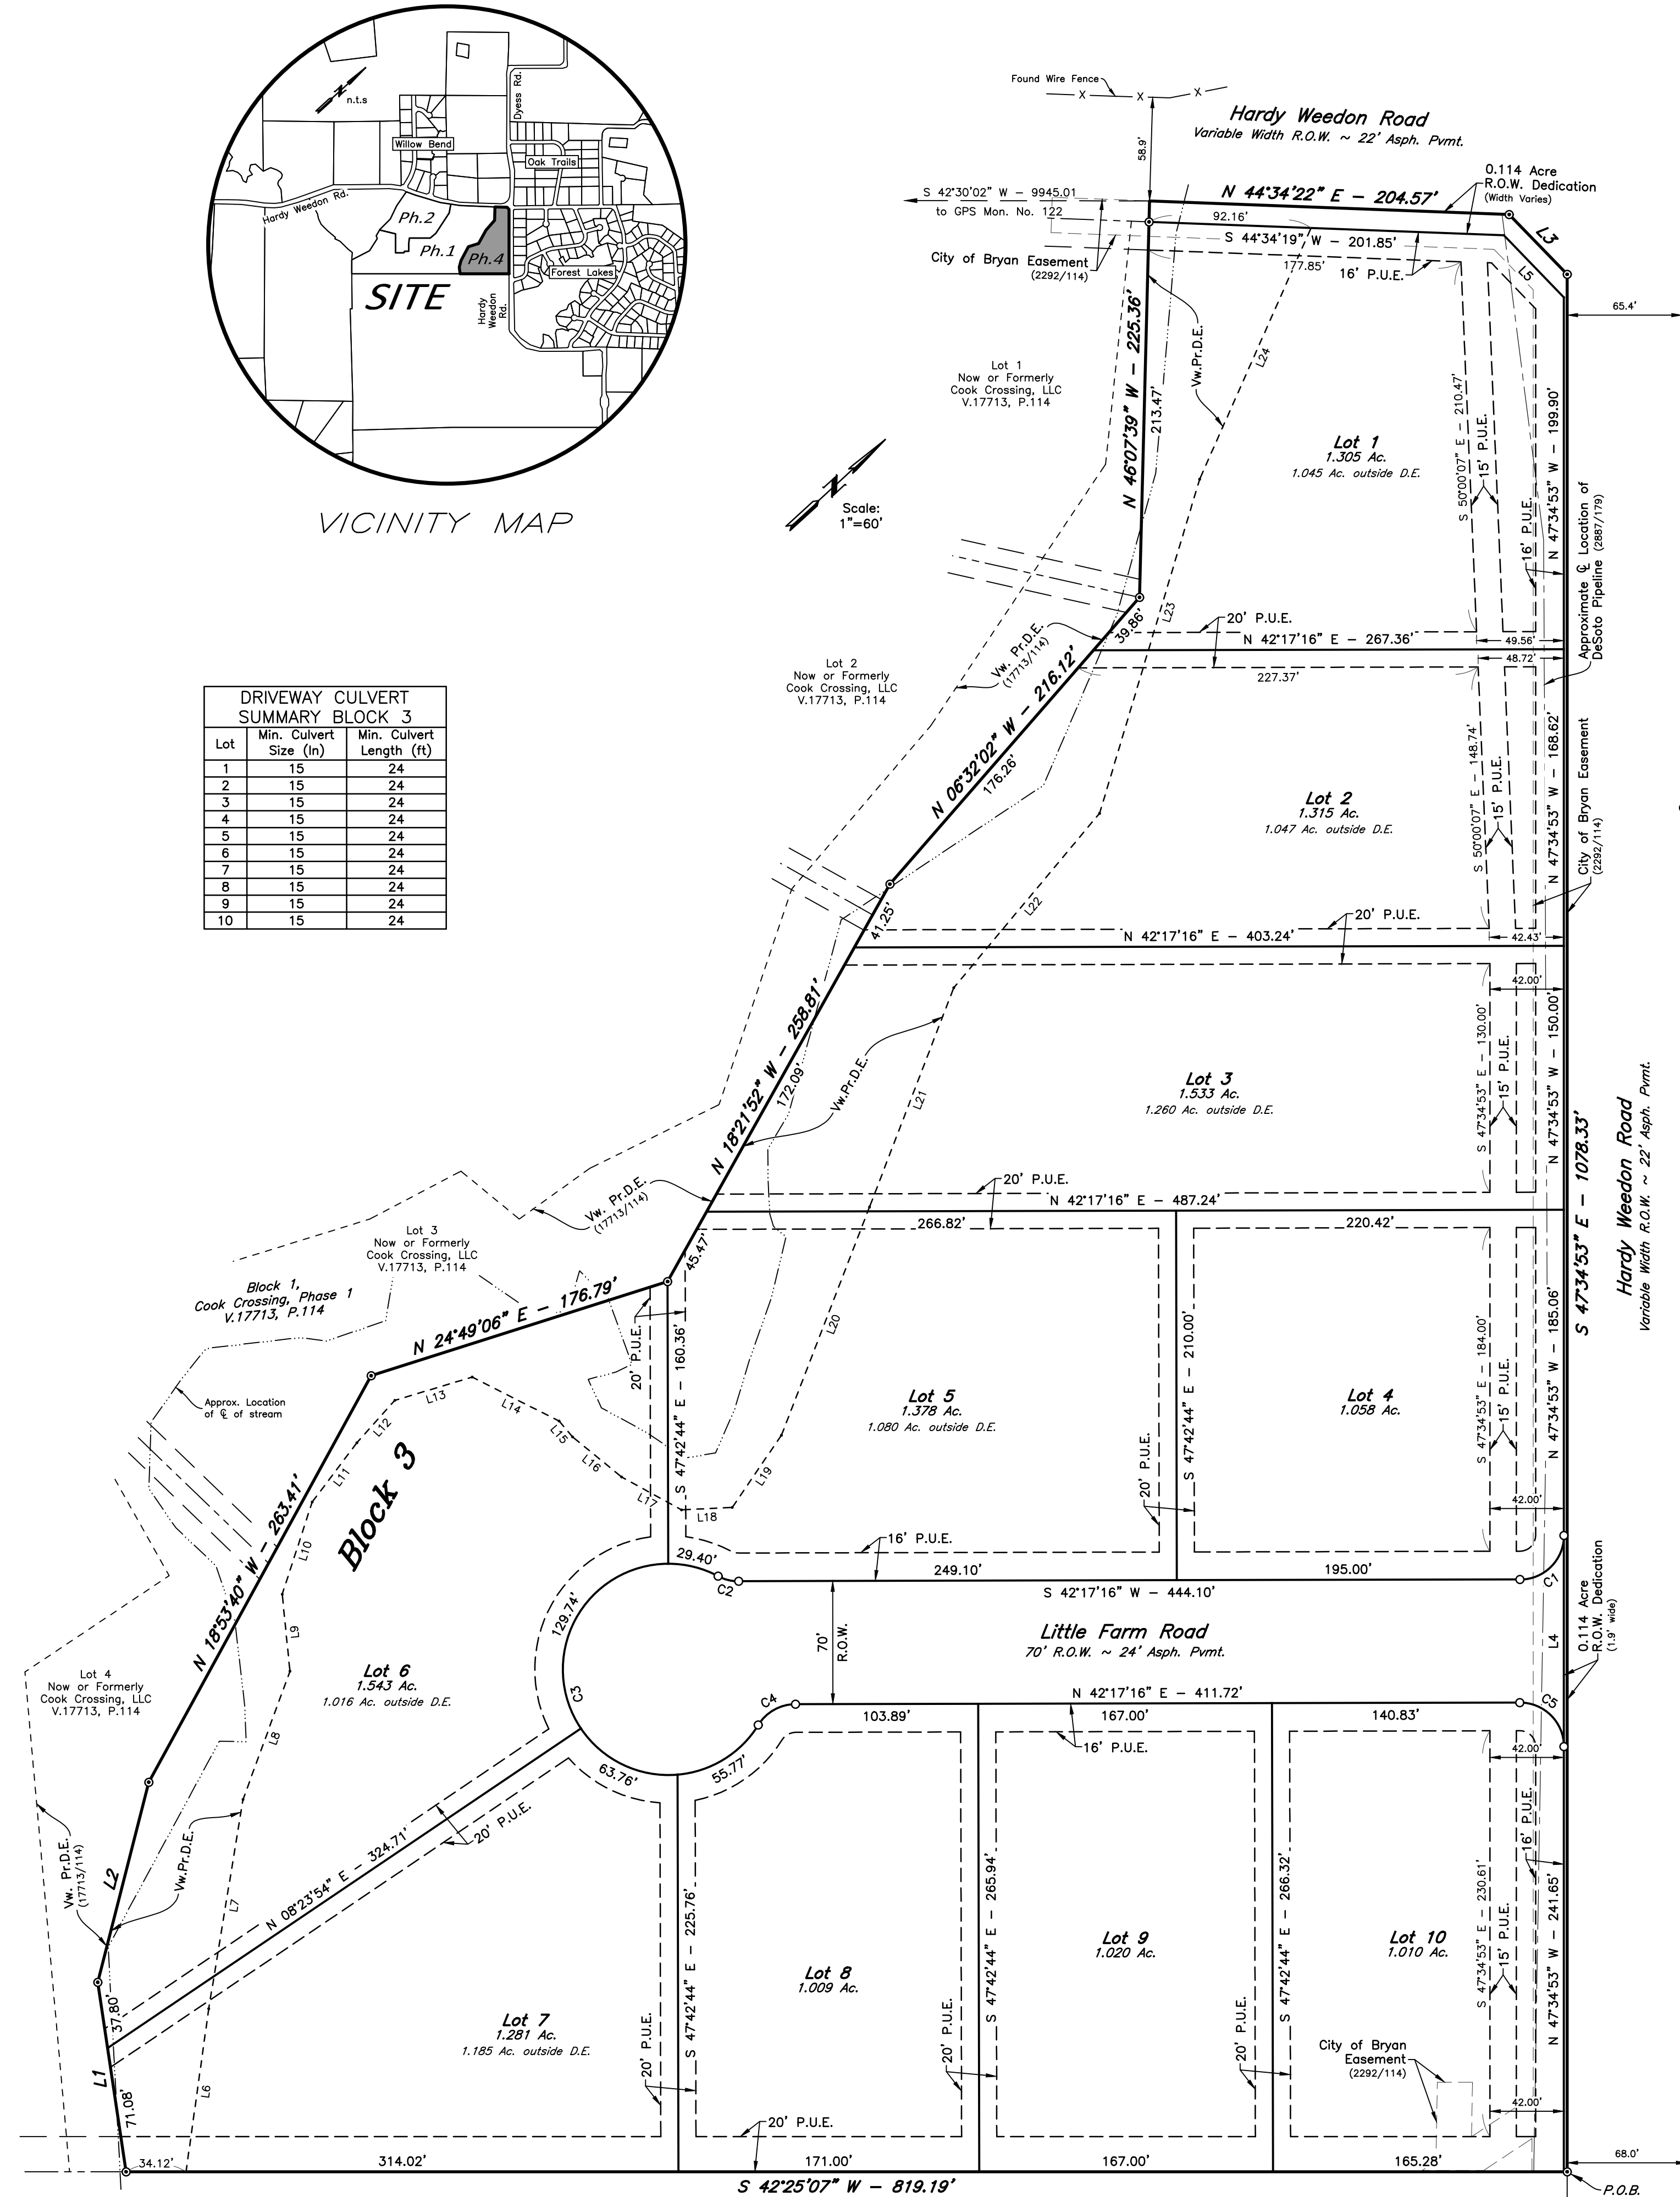 n.t.s
Dyess Rd.
Willow Bend
Oak Trails
Hardy Weedon Rd.
Ph.2
Ph.1
Ph.4
Forest Lakes
SITE
Hardy
Weedon
Rd.
VICINITY MAP
N
Scale:
1"=60'
DRIVEWAY CULVERT
SUMMARY BLOCK 3
Lot Min. Culvert Size (In) Min. Culvert Length (ft)
1 15 24
2 15 24
3 15 24
4 15 24
5 15 24
6 15 24
7 15 24
8 15 24
9 15 24
10 15 24
Found Wire Fence
X X X
58.9'
Hardy Weedon Road
Variable Width R.O.W. ~ 22' Asph. Pvmt.
0.114 Acre
R.O.W. Dedication
(Width Varies)
S 42°30'02" W - 9945.01
to GPS Mon. No. 122
N 44°34'22" E - 204.57'
92.16'
S 44°34'19" W - 201.85'
L3
L5
City of Bryan Easement
(2292/114)
177.85'
16' P.U.E.
65.4'
N 46°07'39" W - 225.36'
213.47'
Vw.Pr.D.E.
L24
Lot 1
Now or Formerly
Cook Crossing, LLC
V.17713, P.114
Lot 1
1.305 Ac.
1.045 Ac. outside D.E.
S 50°00'07" E - 210.47'
15' P.U.E.
16' P.U.E.
N 47°34'53" W - 199.90'
Approximate ℄ Location of
DeSoto Pipeline (2887/179)
L23
39.86'
20' P.U.E.
N 42°17'16" E - 267.36'
49.56'
48.72'
227.37'
Vw. Pr.D.E.
(17713/114)
Lot 2
Now or Formerly
Cook Crossing, LLC
V.17713, P.114
N 06°32'02" W - 216.12'
176.26'
Lot 2
1.315 Ac.
1.047 Ac. outside D.E.
S 50°00'07" E - 148.74'
15' P.U.E.
N 47°34'53" W - 168.62'
City of Bryan Easement
(2292/114)
L22
41.25'
20' P.U.E.
N 42°17'16" E - 403.24'
42.43'
42.00'
N 18°21'52" W - 258.81'
172.09'
Vw.Pr.D.E.
L21
Lot 3
1.533 Ac.
1.260 Ac. outside D.E.
S 47°34'53" E - 130.00'
15' P.U.E.
N 47°34'53" W - 150.00'
S 47°34'53" E - 1078.33'
Hardy Weedon Road
Variable Width R.O.W. ~ 22' Asph. Pvmt.
Vw. Pr.D.E.
(17713/114)
20' P.U.E.
N 42°17'16" E - 487.24'
266.82'
220.42'
45.47'
Lot 3
Now or Formerly
Cook Crossing, LLC
V.17713, P.114
Block 1,
Cook Crossing, Phase 1
V.17713, P.114
N 24°49'06" E - 176.79'
20' P.U.E.
S 47°42'44" E - 160.36'
L20
Lot 5
1.378 Ac.
1.080 Ac. outside D.E.
20' P.U.E.
S 47°42'44" E - 210.00'
Lot 4
1.058 Ac.
S 47°34'53" E - 184.00'
15' P.U.E.
N 47°34'53" W - 185.06'
42.00'
Approx. Location
of ℄ of stream
L13
L14
L12
L15
L16
L11
L17
L18
L19
L10
Block 3
N 18°53'40" W - 263.41'
16' P.U.E.
29.40'
C2
249.10'
195.00'
C1
S 42°17'16" W - 444.10'
129.74'
C3
70'
R.O.W.
Little Farm Road
70' R.O.W. ~ 24' Asph. Pvmt.
L4
0.114 Acre
R.O.W. Dedication
(1.9' wide)
L9
Lot 6
1.543 Ac.
1.016 Ac. outside D.E.
Lot 4
Now or Formerly
Cook Crossing, LLC
V.17713, P.114
C4
N 42°17'16" E - 411.72'
C5
103.89'
167.00'
140.83'
16' P.U.E.
42.00'
L8
63.76'
55.77'
20' P.U.E.
N 08°23'54" E - 324.71'
Vw. Pr.D.E.
(17713/114)
L2
Vw.Pr.D.E.
L7
16' P.U.E.
S 47°42'44" E - 225.76'
S 47°42'44" E - 265.94'
S 47°42'44" E - 266.32'
S 47°34'53" E - 230.61'
15' P.U.E.
N 47°34'53" W - 241.65'
Lot 8
1.009 Ac.
Lot 9
1.020 Ac.
Lot 10
1.010 Ac.
37.80'
L1
Lot 7
1.281 Ac.
1.185 Ac. outside D.E.
20' P.U.E.
20' P.U.E.
20' P.U.E.
City of Bryan
Easement
(2292/114)
71.08'
L6
42.00'
20' P.U.E.
34.12'
314.02'
171.00'
167.00'
165.28'
68.0'
S 42°25'07" W - 819.19'
P.O.B.